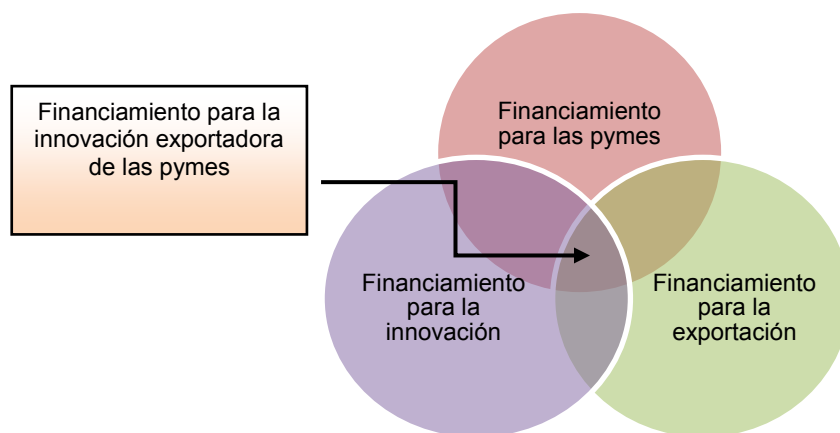 Financiamiento para la
innovación exportadora
de las pymes
Financiamiento
para las pymes
Financiamiento
para la
innovación
Financiamiento
para la
exportación